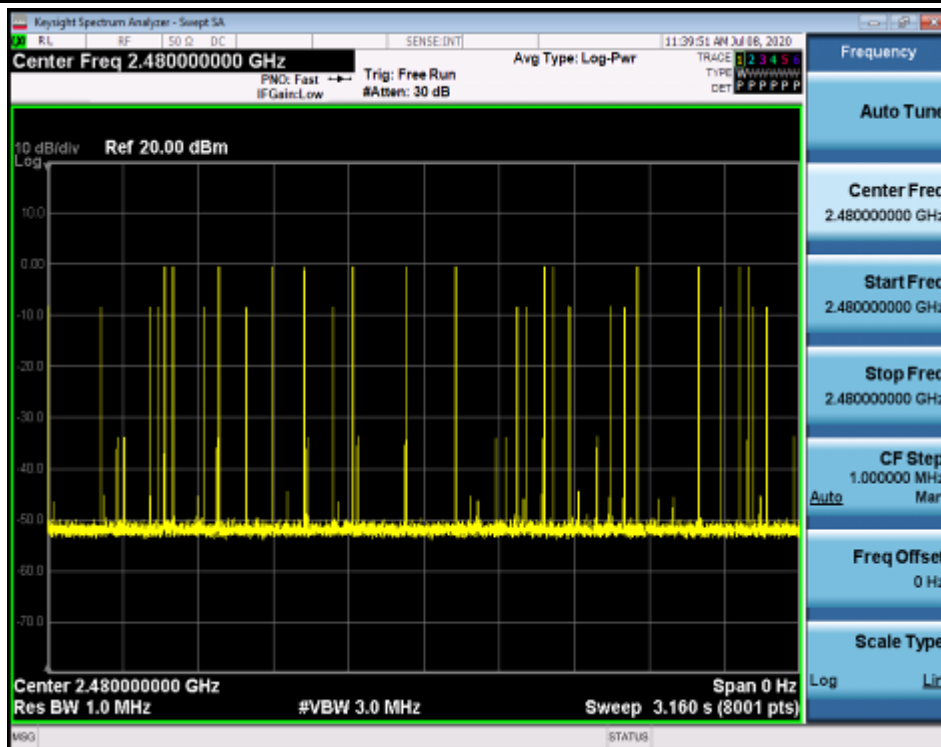 Keysight Spectrum Analyzer - Swept SA
RL RF 50 Ω DC SENSE:INT 11:39:51 AM Jul 08, 2020
Center Freq 2.480000000 GHz
PNO: Fast
IFGain:Low
Trig: Free Run
#Atten: 30 dB
Avg Type: Log-Pwr
TRACE 1 2 3 4 5 6
TYPE WWWWWW
DET P P P P P P
10 dB/div Ref 20.00 dBm
Log
10.0
0.00
-10.0
-20.0
-30.0
-40.0
-50.0
-60.0
-70.0
Center 2.480000000 GHz Span 0 Hz
Res BW 1.0 MHz #VBW 3.0 MHz Sweep 3.160 s (8001 pts)
MSG STATUS
Frequency
Auto Tune
Center Freq
2.480000000 GHz
Start Freq
2.480000000 GHz
Stop Freq
2.480000000 GHz
CF Step
1.000000 MHz
Auto Man
Freq Offset
0 Hz
Scale Type
Log Lin